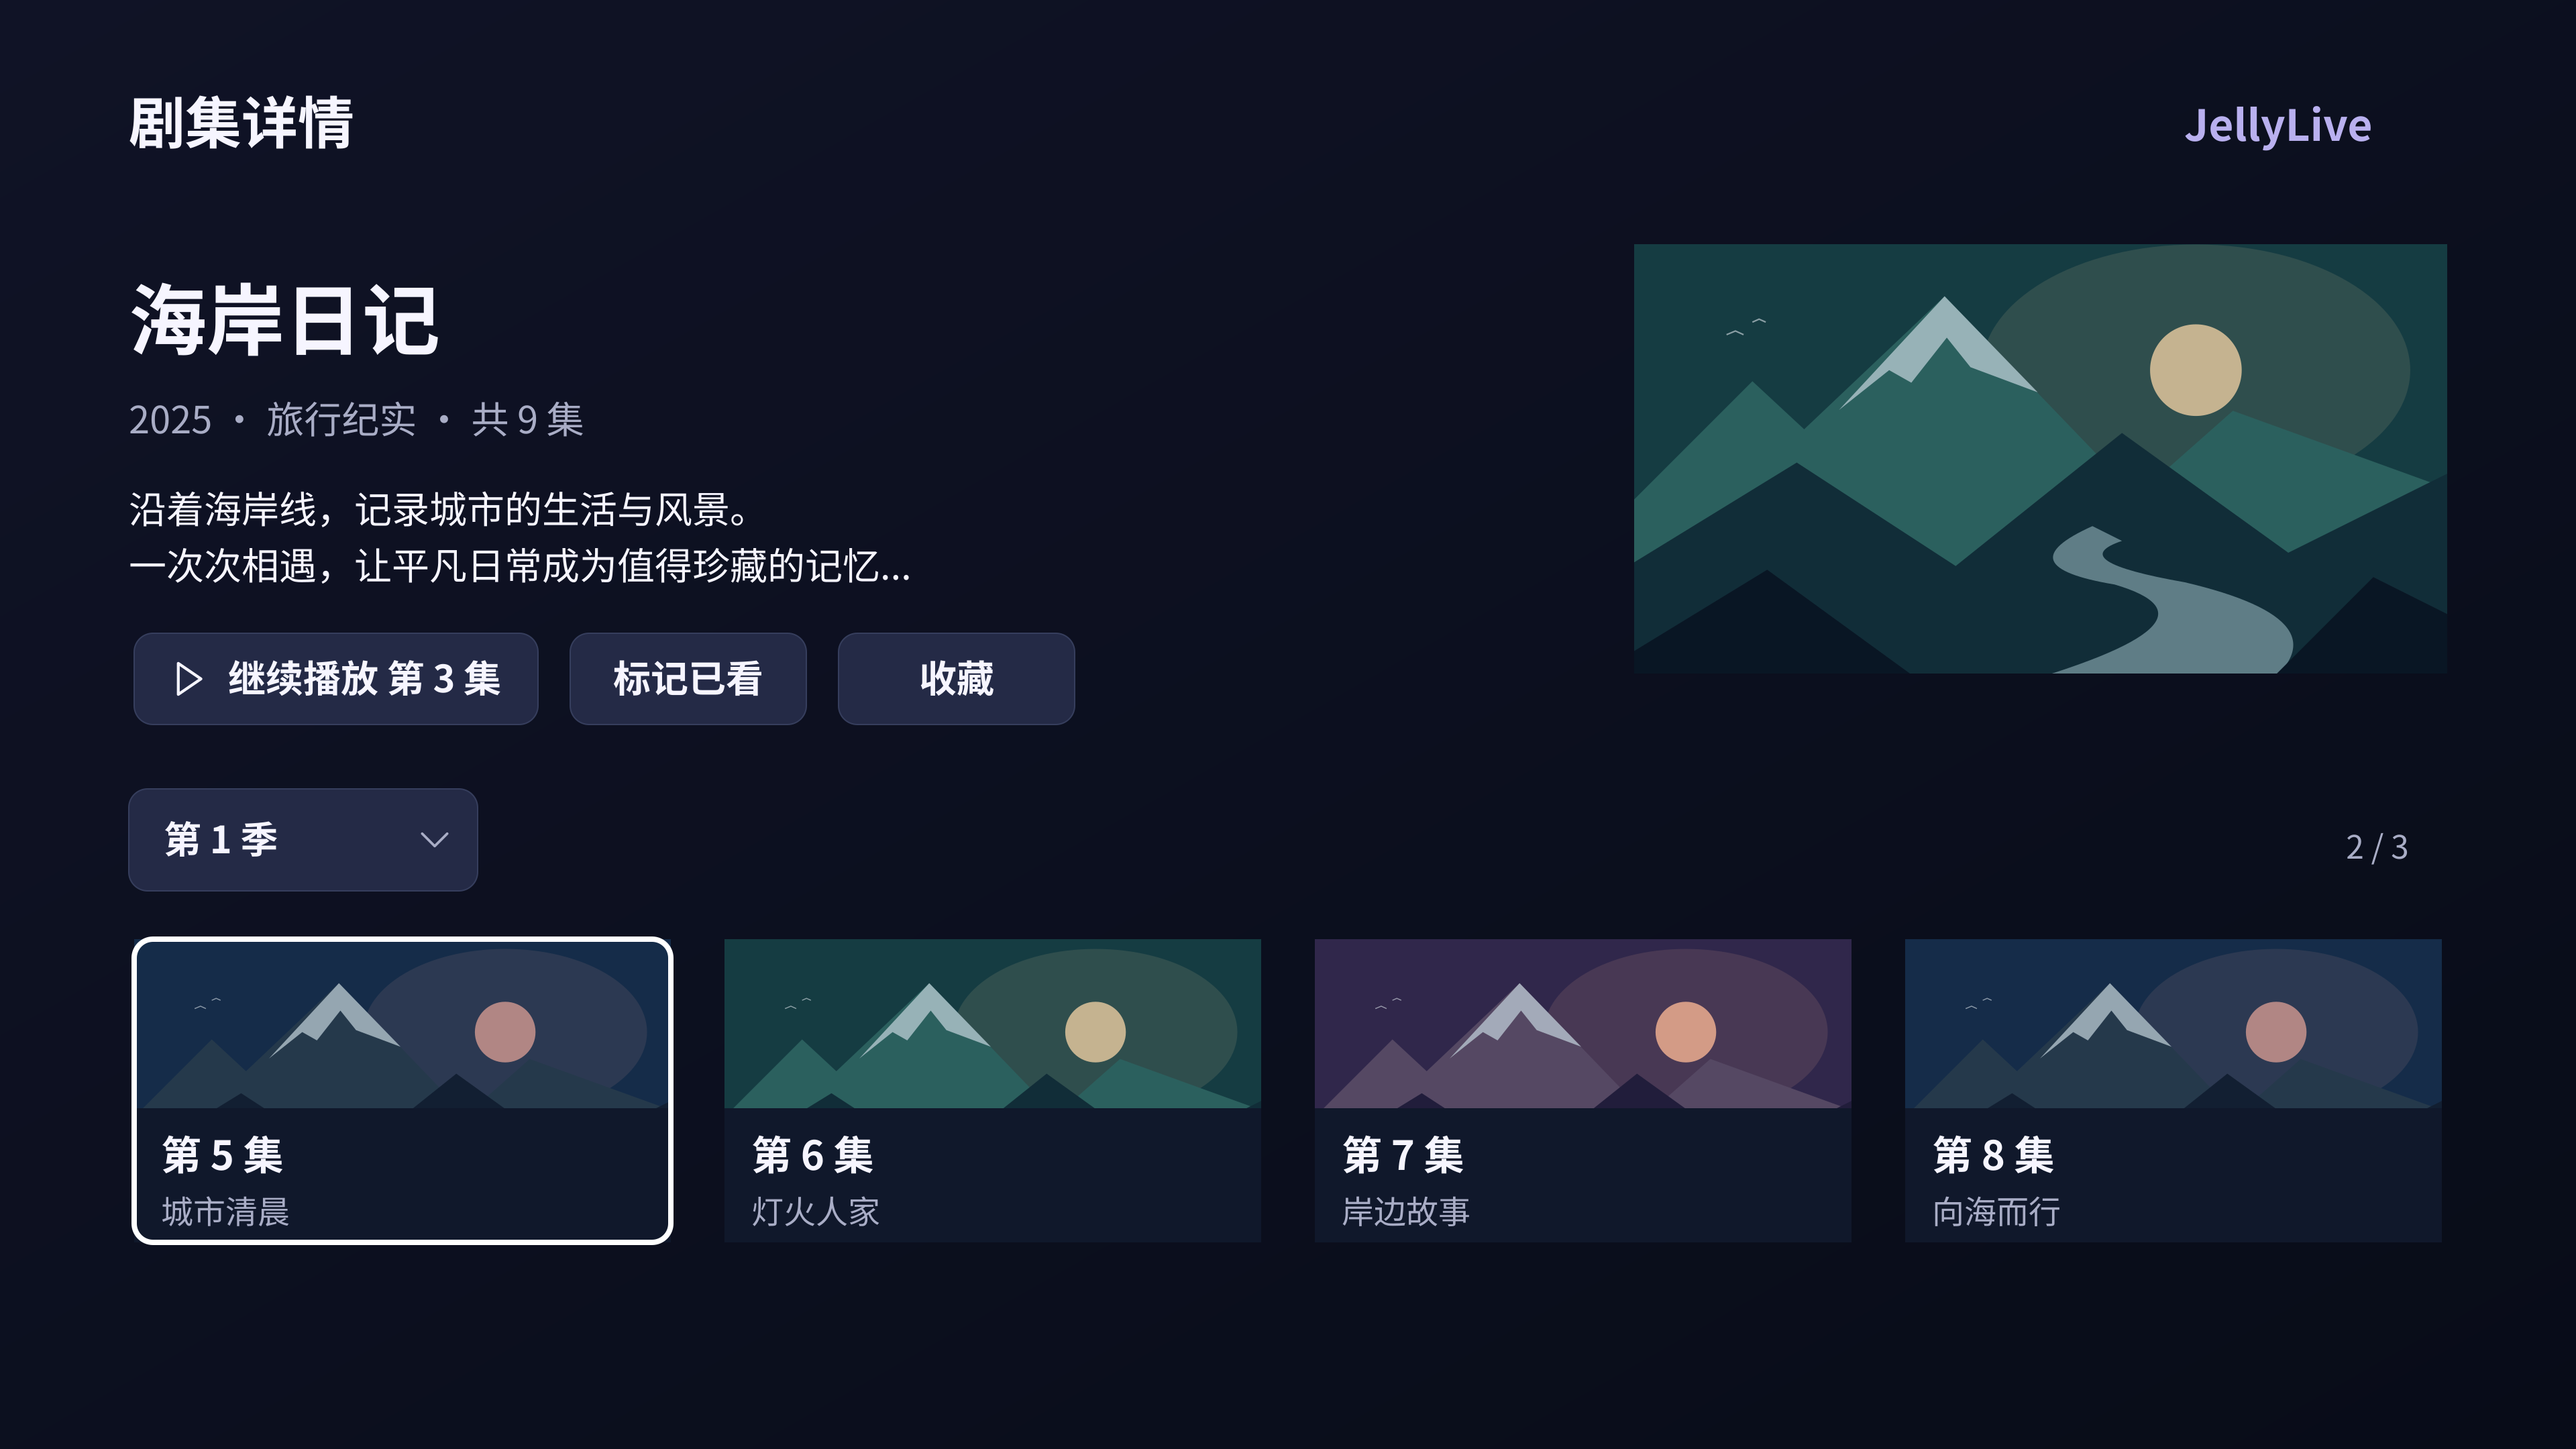 剧集详情
JellyLive
海岸日记
2025 • 旅行纪实 • 共 9 集
沿着海岸线，记录城市的生活与风景。
一次次相遇，让平凡日常成为值得珍藏的记忆...
继续播放 第 3 集
标记已看
收藏
第 1 季
2 / 3
第 5 集
城市清晨
第 6 集
灯火人家
第 7 集
岸边故事
第 8 集
向海而行